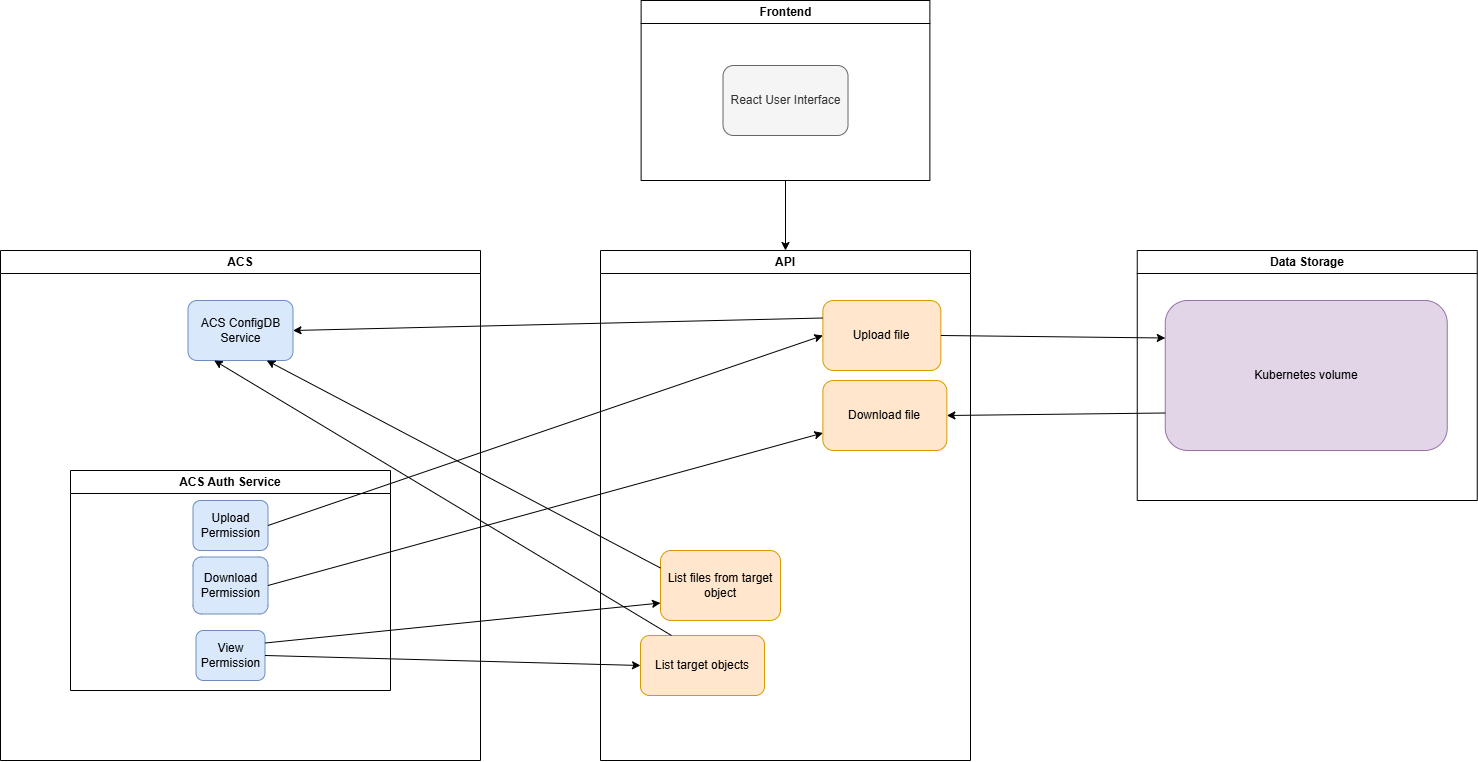 Frontend
React User Interface
ACS
ACS ConfigDB
Service
ACS Auth Service
Upload
Permission
Download
Permission
View
Permission
API
Upload file
Download file
List files from target
object
List target objects
Data Storage
Kubernetes volume